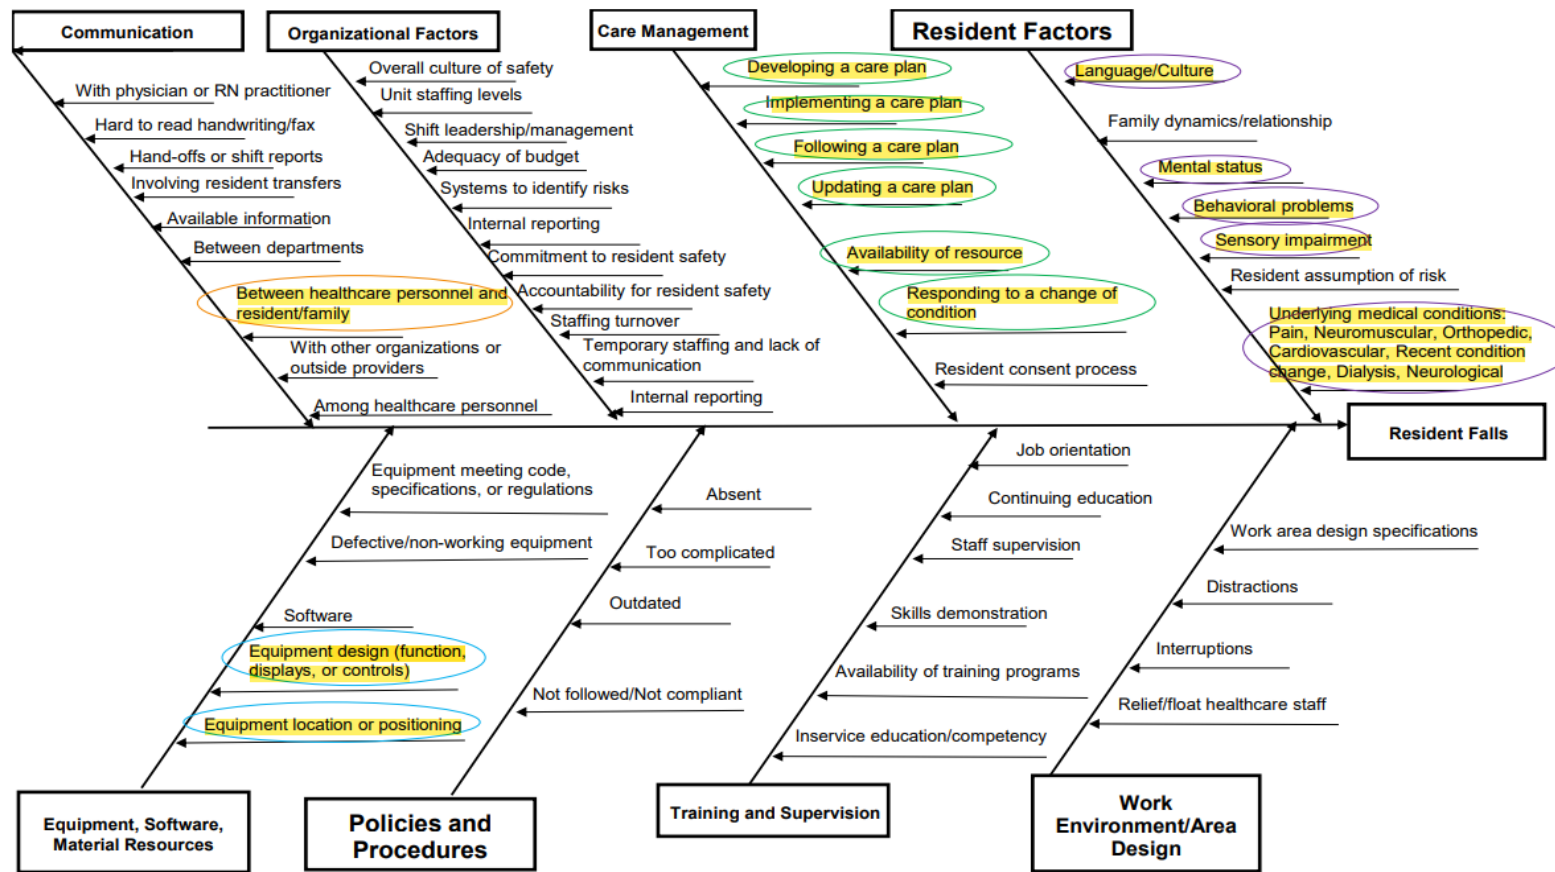 Communication
With physician or RN practitioner
Hard to read handwriting/fax
Hand-offs or shift reports
Involving resident transfers
Available information
Between departments
Between healthcare personnel and
resident/family
With other organizations or
outside providers
Among healthcare personnel
Organizational Factors
Overall culture of safety
Unit staffing levels
Shift leadership/management
Adequacy of budget
Systems to identify risks
Internal reporting
Commitment to resident safety
Accountability for resident safety
Staffing turnover
Temporary staffing and lack of
communication
Internal reporting
Care Management
Developing a care plan
Implementing a care plan
Following a care plan
Updating a care plan
Availability of resource
Responding to a change of
condition
Resident consent process
Resident Factors
Language/Culture
Family dynamics/relationship
Mental status
Behavioral problems
Sensory impairment
Resident assumption of risk
Underlying medical conditions:
Pain, Neuromuscular, Orthopedic,
Cardiovascular, Recent condition
change, Dialysis, Neurological
Resident Falls
Equipment meeting code,
specifications, or regulations
Defective/non-working equipment
Software
Equipment design (function,
displays, or controls)
Equipment location or positioning
Equipment, Software,
Material Resources
Absent
Too complicated
Outdated
Not followed/Not compliant
Policies and
Procedures
Job orientation
Continuing education
Staff supervision
Skills demonstration
Availability of training programs
Inservice education/competency
Training and Supervision
Work area design specifications
Distractions
Interruptions
Relief/float healthcare staff
Work
Environment/Area
Design